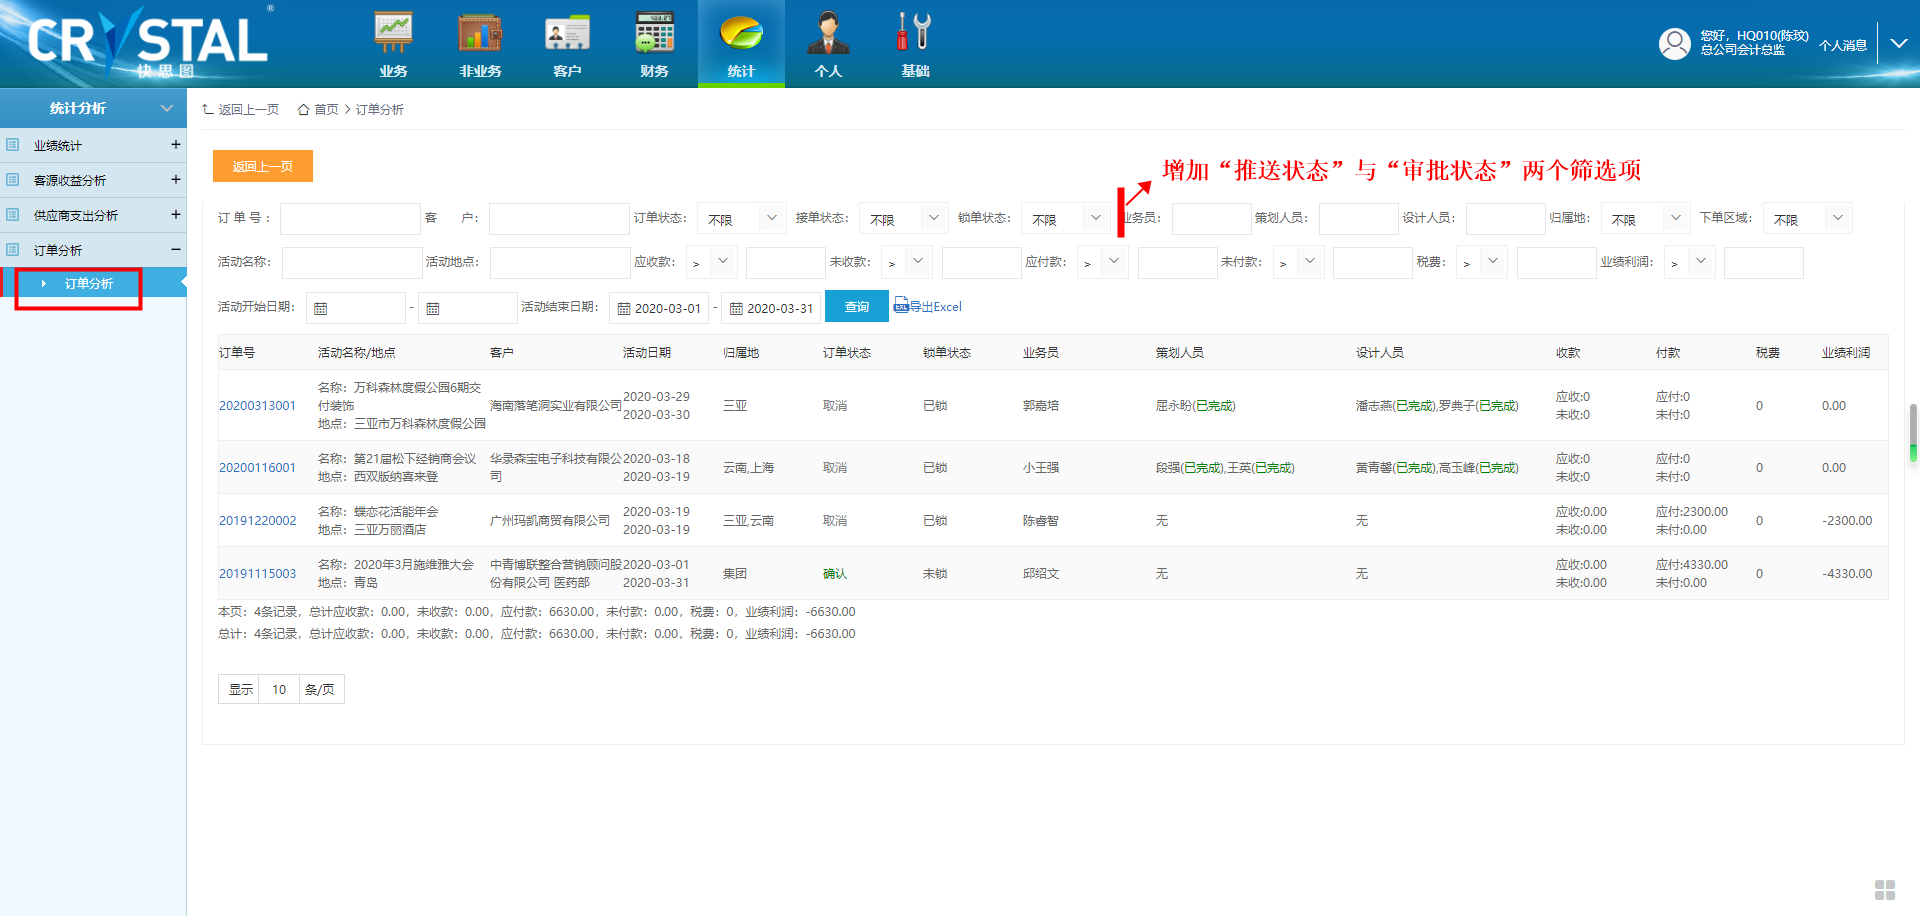 CRYSTAL ®
快思图
业务 非业务 客户 财务 统计 个人 基础
您好，HQ010(陈玟)
总公司会计总监
个人消息
统计分析
业绩统计 +
客源收益分析 +
供应商支出分析 +
订单分析 −
订单分析
返回上一页 首页 > 订单分析
返回上一页
增加“推送状态”与“审批状态”两个筛选项
订 单 号： 客 户： 订单状态： 不限 接单状态： 不限 锁单状态： 不限 业务员： 策划人员： 设计人员： 归属地： 不限 下单区域： 不限
活动名称： 活动地点： 应收款： > 未收款： > 应付款： > 未付款： > 税费： > 业绩利润： >
活动开始日期： - 活动结束日期： 2020-03-01 - 2020-03-31 查询 导出Excel
订单号 活动名称/地点 客户 活动日期 归属地 订单状态 锁单状态 业务员 策划人员 设计人员 收款 付款 税费 业绩利润
20200313001
名称：万科森林度假公园6期交
付装饰
地点：三亚市万科森林度假公园
海南落笔洞实业有限公司
2020-03-29
2020-03-30
三亚 取消 已锁 郭嘉培 屈永盼(已完成) 潘志燕(已完成),罗典子(已完成)
应收:0
未收:0
应付:0
未付:0
0 0.00
20200116001
名称：第21届松下经销商会议
地点：西双版纳喜来登
华录森宝电子科技有限公
司
2020-03-18
2020-03-19
云南,上海 取消 已锁 小王强 段强(已完成),王英(已完成) 黄青馨(已完成),高玉峰(已完成)
应收:0
未收:0
应付:0
未付:0
0 0.00
20191220002
名称：蝶恋花活能年会
地点：三亚万丽酒店
广州玛凯商贸有限公司
2020-03-19
2020-03-19
三亚,云南 取消 已锁 陈睿智 无 无
应收:0.00
未收:0.00
应付:2300.00
未付:0.00
0 -2300.00
20191115003
名称：2020年3月施维雅大会
地点：青岛
中青博联整合营销顾问股
份有限公司 医药部
2020-03-01
2020-03-31
集团 确认 未锁 邱绍文 无 无
应收:0.00
未收:0.00
应付:4330.00
未付:0.00
0 -4330.00
本页：4条记录，总计应收款：0.00，未收款：0.00，应付款：6630.00，未付款：0.00，税费：0，业绩利润：-6630.00
总计：4条记录，总计应收款：0.00，未收款：0.00，应付款：6630.00，未付款：0.00，税费：0，业绩利润：-6630.00
显示 10 条/页